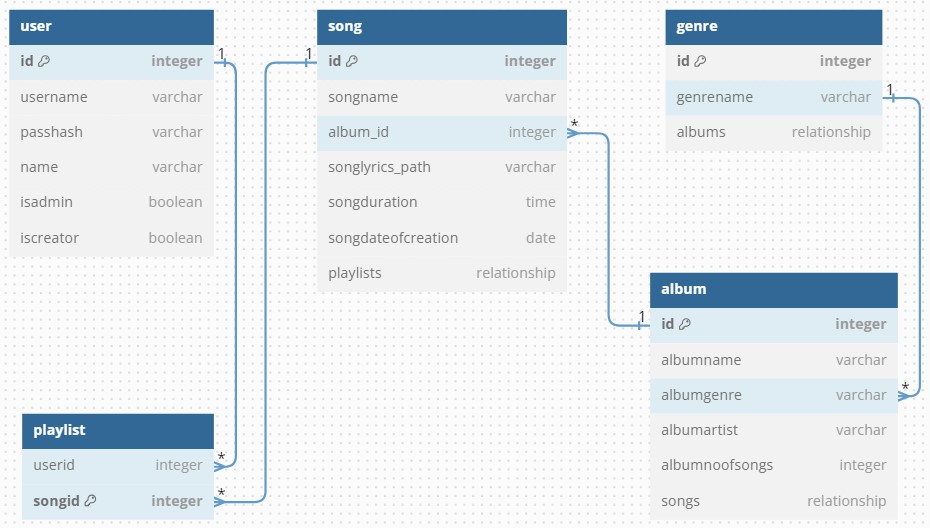 user
id integer
username varchar
passhash varchar
name varchar
isadmin boolean
iscreator boolean
1
song
1
id integer
songname varchar
album_id integer
*
songlyrics_path varchar
songduration time
songdateofcreation date
playlists relationship
genre
id integer
genrename varchar
1
albums relationship
album
1
id integer
albumname varchar
albumgenre varchar
*
albumartist varchar
albumnoofsongs integer
songs relationship
playlist
userid integer
*
songid integer
*